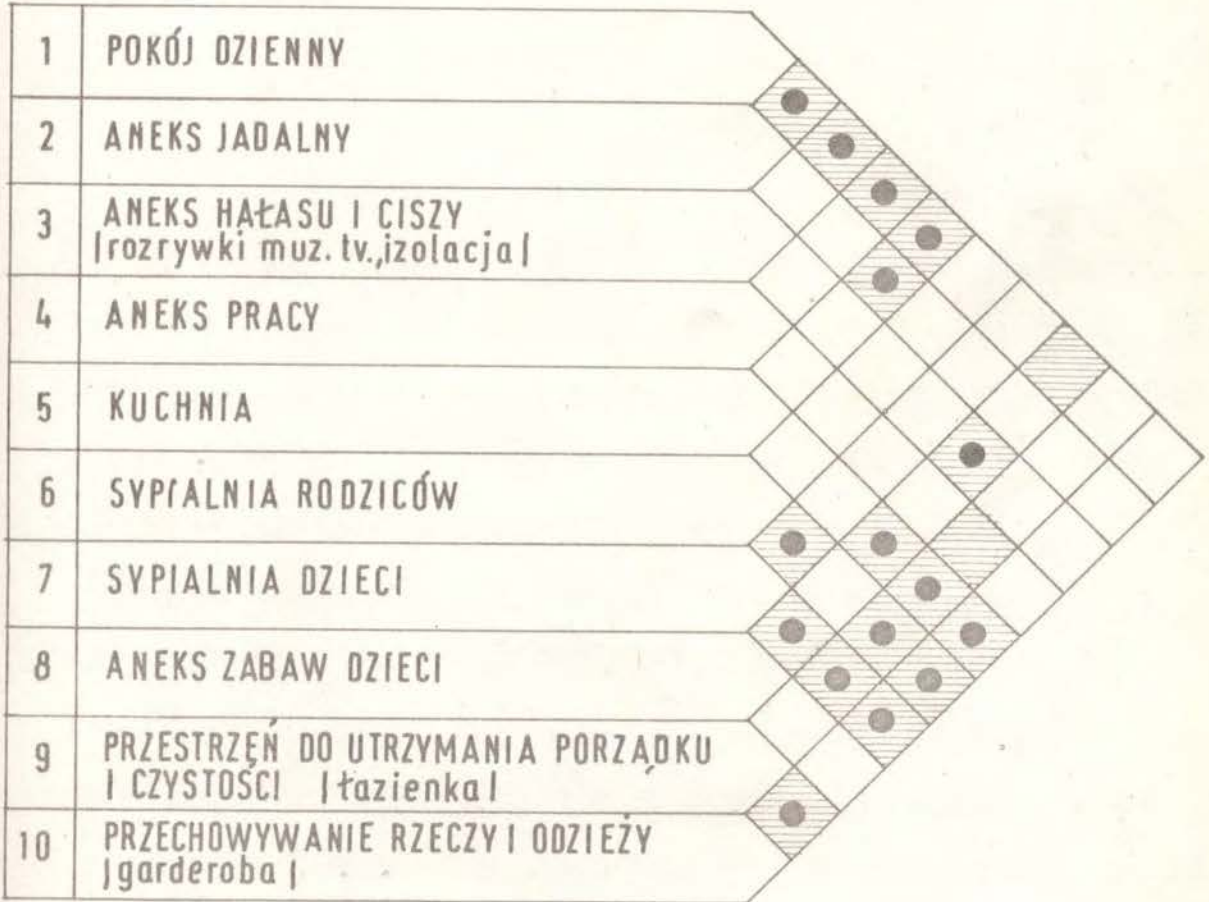 1 POKÓJ DZIENNY
2 ANEKS JADALNY
3 ANEKS HAŁASU I CISZY
|rozrywki muz. tv.,izolacja|
4 ANEKS PRACY
5 KUCHNIA
6 SYPIALNIA RODZICÓW
7 SYPIALNIA DZIECI
8 ANEKS ZABAW DZIECI
9 PRZESTRZĘŃ DO UTRZYMANIA PORZĄDKU
I CZYSTOŚCI |łazienka|
10 PRZECHOWYWANIE RZECZY I ODZIEŻY
|garderoba|